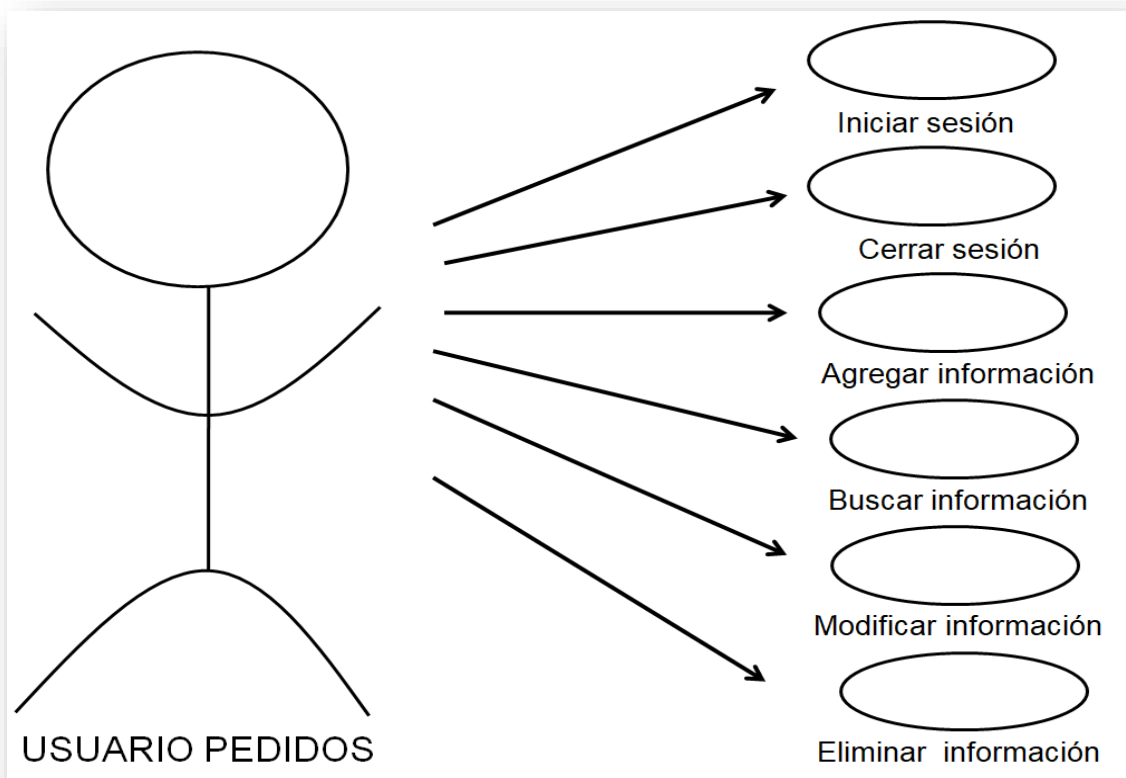 Iniciar sesión
Cerrar sesión
Agregar información
Buscar información
Modificar información
Eliminar  información
USUARIO PEDIDOS